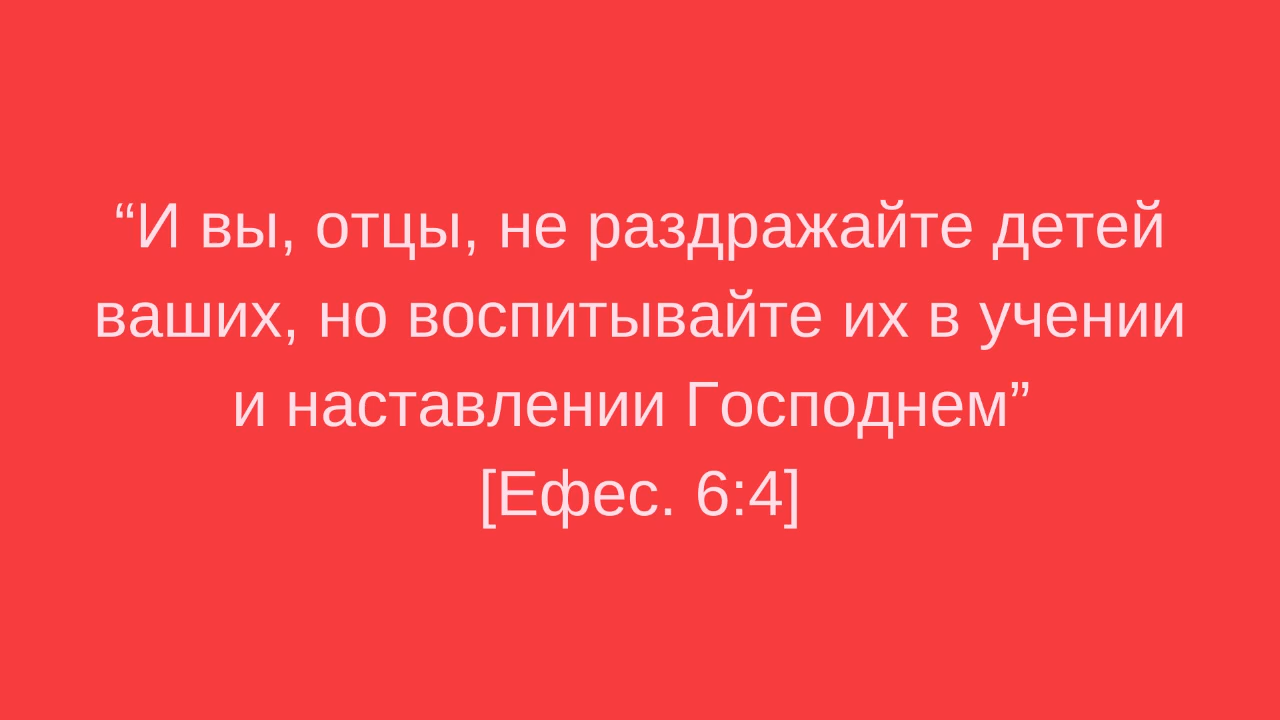 “И вы, отцы, не раздражайте детей
ваших, но воспитывайте их в учении
и наставлении Господнем”
[Ефес. 6:4]